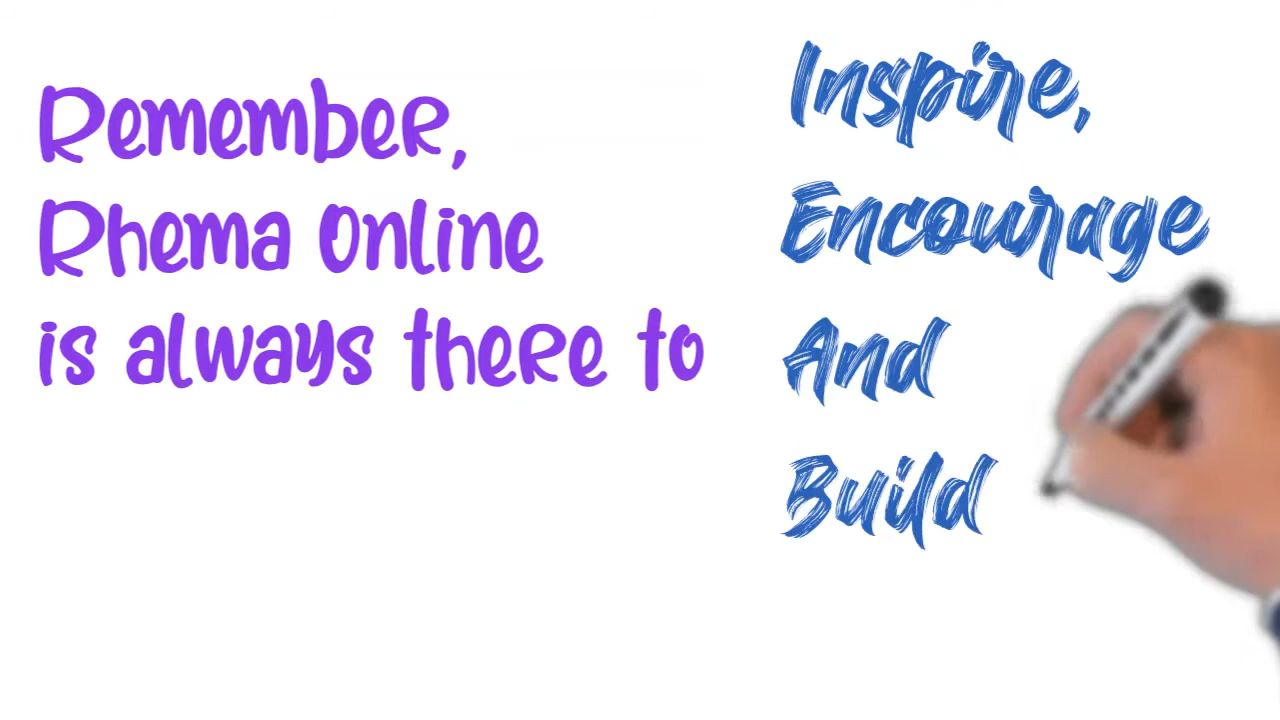 Remember,
Rhema Online
is always there to
Inspire,
Encourage
And
Build